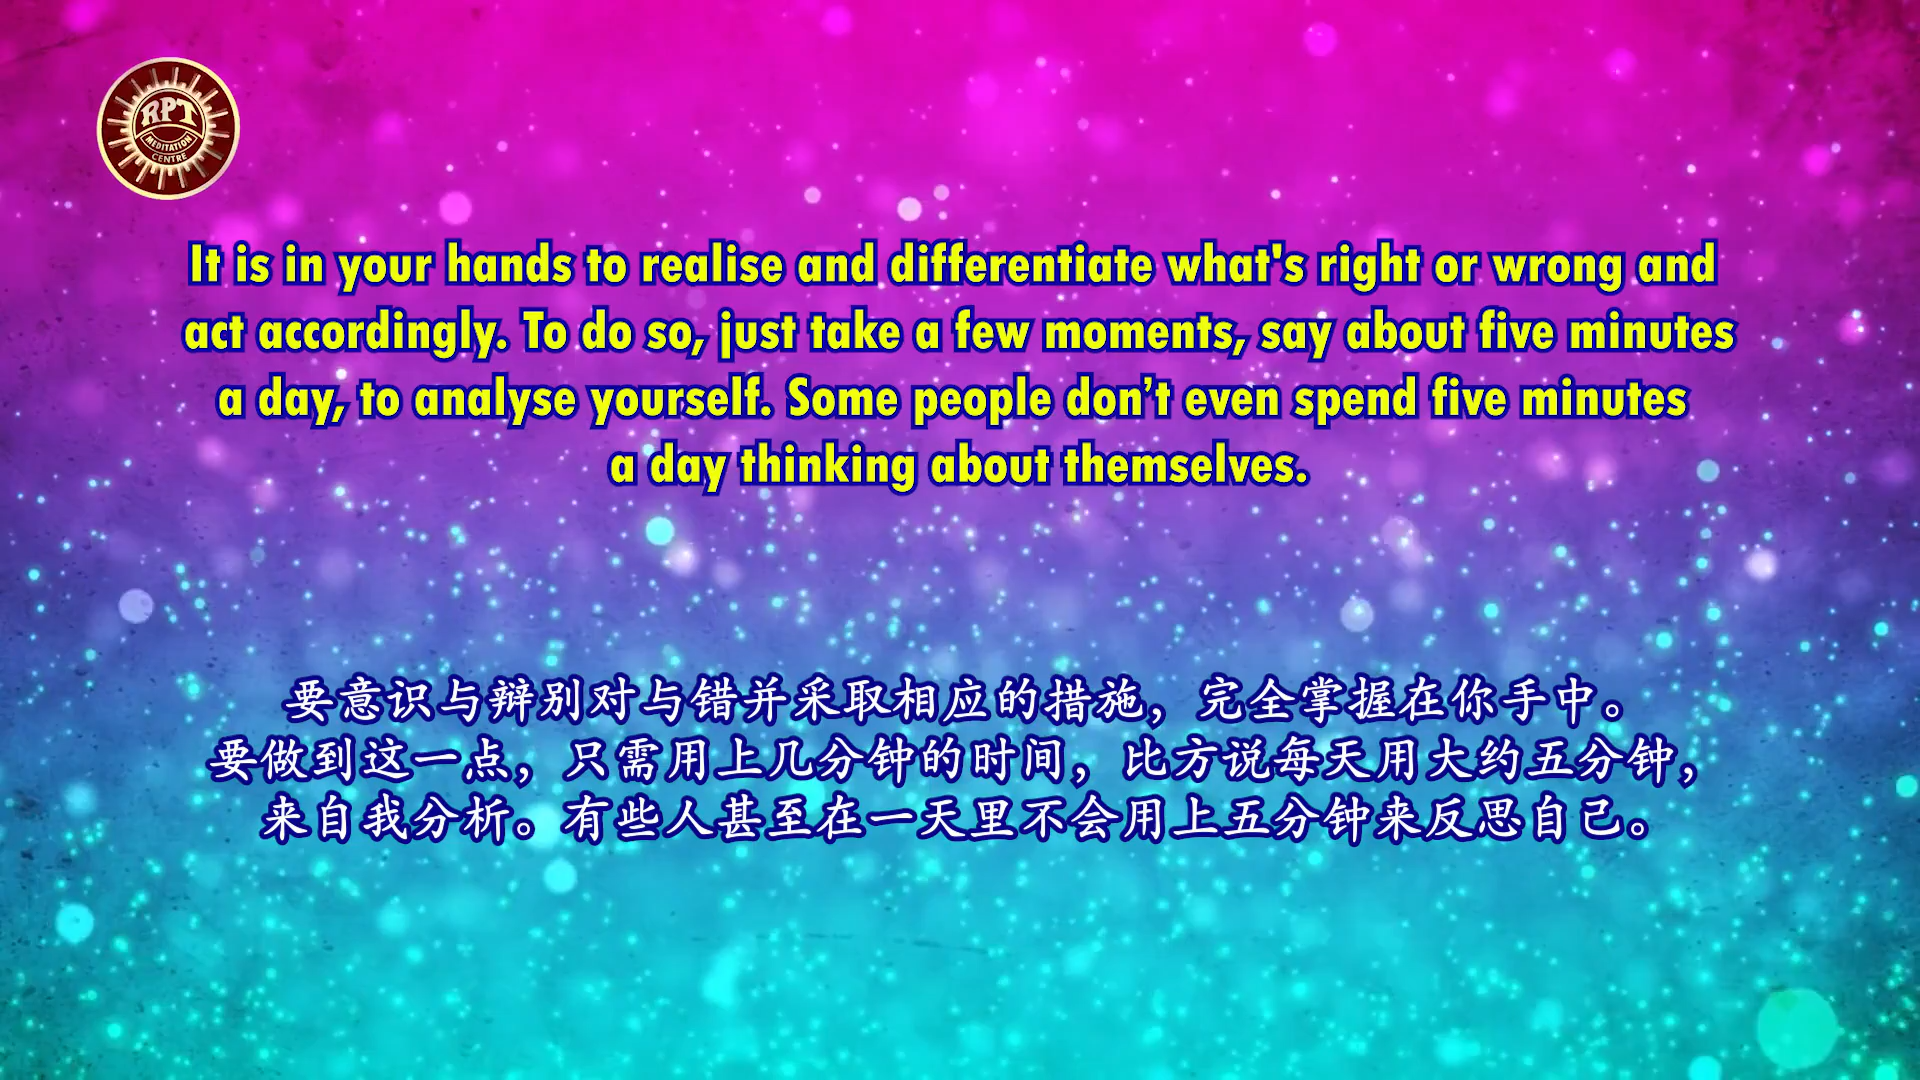 RPT
MEDITATION
CENTRE
It is in your hands to realise and differentiate what's right or wrong and
act accordingly. To do so, just take a few moments, say about five minutes
a day, to analyse yourself. Some people don’t even spend five minutes
a day thinking about themselves.
要意识与辩别对与错并采取相应的措施，完全掌握在你手中。
要做到这一点，只需用上几分钟的时间，比方说每天用大约五分钟，
来自我分析。有些人甚至在一天里不会用上五分钟来反思自己。